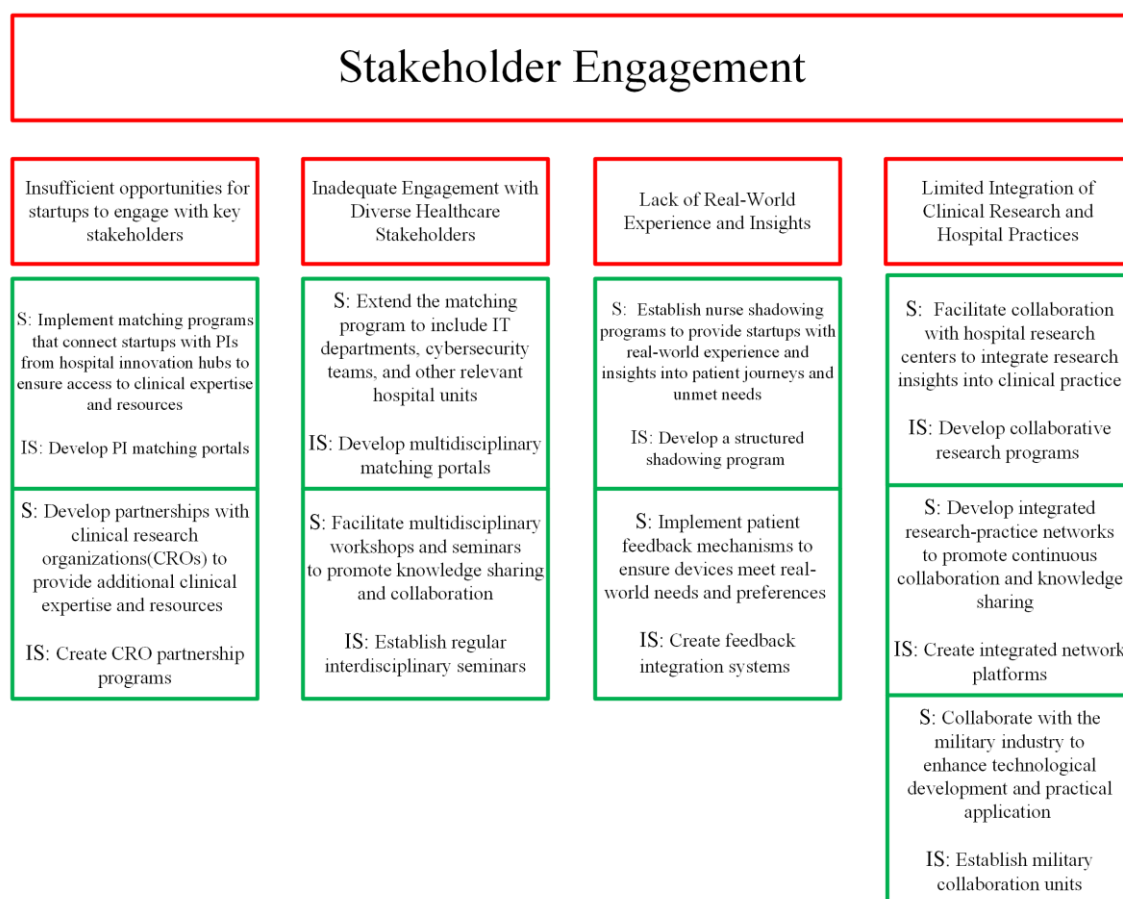 Stakeholder Engagement
Insufficient opportunities for
startups to engage with key
stakeholders
S: Implement matching programs
that connect startups with PIs
from hospital innovation hubs to
ensure access to clinical expertise
and resources
IS: Develop PI matching portals
S: Develop partnerships with
clinical research
organizations(CROs) to
provide additional clinical
expertise and resources
IS: Create CRO partnership
programs
Inadequate Engagement with
Diverse Healthcare
Stakeholders
S: Extend the matching
program to include IT
departments, cybersecurity
teams, and other relevant
hospital units
IS: Develop multidisciplinary
matching portals
S: Facilitate multidisciplinary
workshops and seminars
to promote knowledge sharing
and collaboration
IS: Establish regular
interdisciplinary seminars
Lack of Real-World
Experience and Insights
S: Establish nurse shadowing
programs to provide startups with
real-world experience and
insights into patient journeys and
unmet needs
IS: Develop a structured
shadowing program
S: Implement patient
feedback mechanisms to
ensure devices meet real-
world needs and preferences
IS: Create feedback
integration systems
Limited Integration of
Clinical Research and
Hospital Practices
S: Facilitate collaboration
with hospital research
centers to integrate research
insights into clinical practice
IS: Develop collaborative
research programs
S: Develop integrated
research-practice networks
to promote continuous
collaboration and knowledge
sharing
IS: Create integrated network
platforms
S: Collaborate with the
military industry to
enhance technological
development and practical
application
IS: Establish military
collaboration units